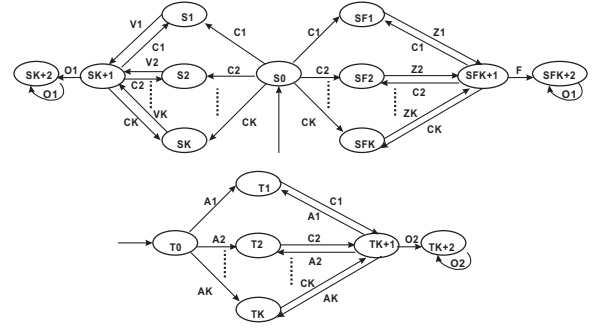 S1
SF1
V1
C1
C1
C1
Z1
C1
SK+2
O1
SK+1
V2
S2
C2
S0
C2
SF2
Z2
SFK+1
F
SFK+2
O1
C2
C2
O1
VK
ZK
CK
CK
CK
CK
SK
SFK
T1
A1
C1
A1
T0
A2
T2
C2
TK+1
O2
TK+2
A2
O2
CK
AK
AK
TK